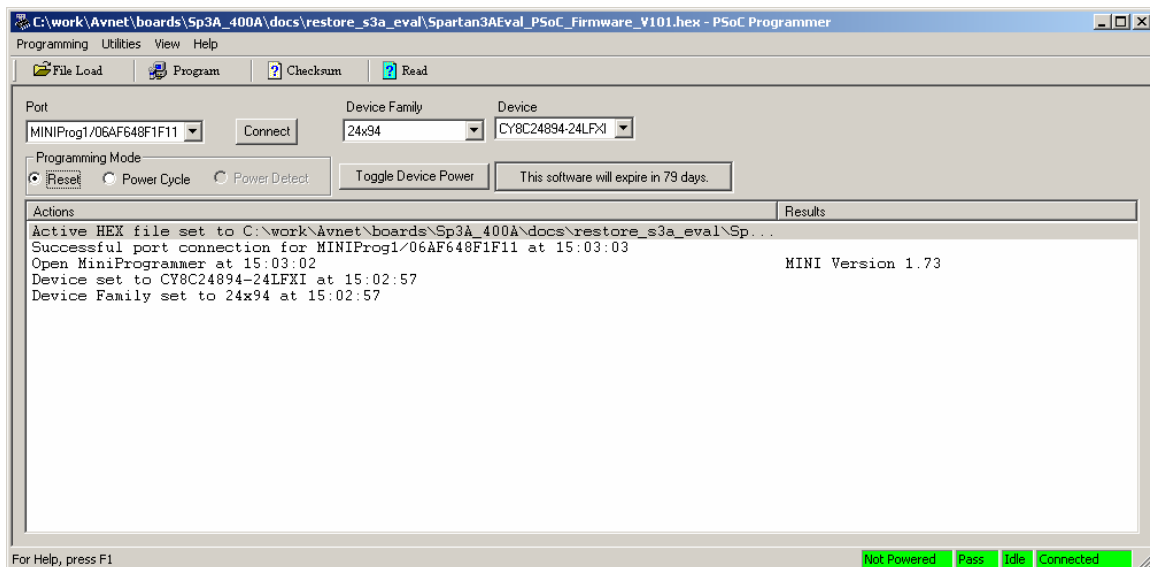 C:\work\Avnet\boards\Sp3A_400A\docs\restore_s3a_eval\Spartan3AEval_PSoC_Firmware_V101.hex - PSoC Programmer
Programming Utilities View Help
File Load Program Checksum Read
Port Device Family Device
MINIProg1/06AF648F1F11 Connect 24x94 CY8C24894-24LFXI
Programming Mode
Reset Power Cycle Power Detect Toggle Device Power This software will expire in 79 days.
Actions Results
Active HEX file set to C:\work\Avnet\boards\Sp3A_400A\docs\restore_s3a_eval\Sp...
Successful port connection for MINIProg1/06AF648F1F11 at 15:03:03
Open MiniProgrammer at 15:03:02 MINI Version 1.73
Device set to CY8C24894-24LFXI at 15:02:57
Device Family set to 24x94 at 15:02:57
For Help, press F1 Not Powered Pass Idle Connected